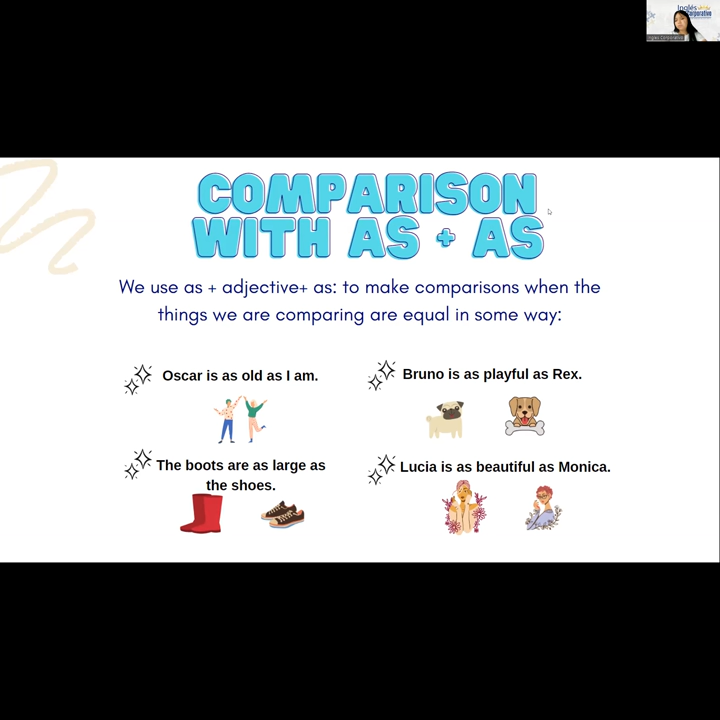 Inglés
Corporativo
COMPARISON
WITH AS + AS
We use as + adjective+ as: to make comparisons when the
things we are comparing are equal in some way:
Oscar is as old as I am.
Bruno is as playful as Rex.
The boots are as large as
the shoes.
Lucia is as beautiful as Monica.